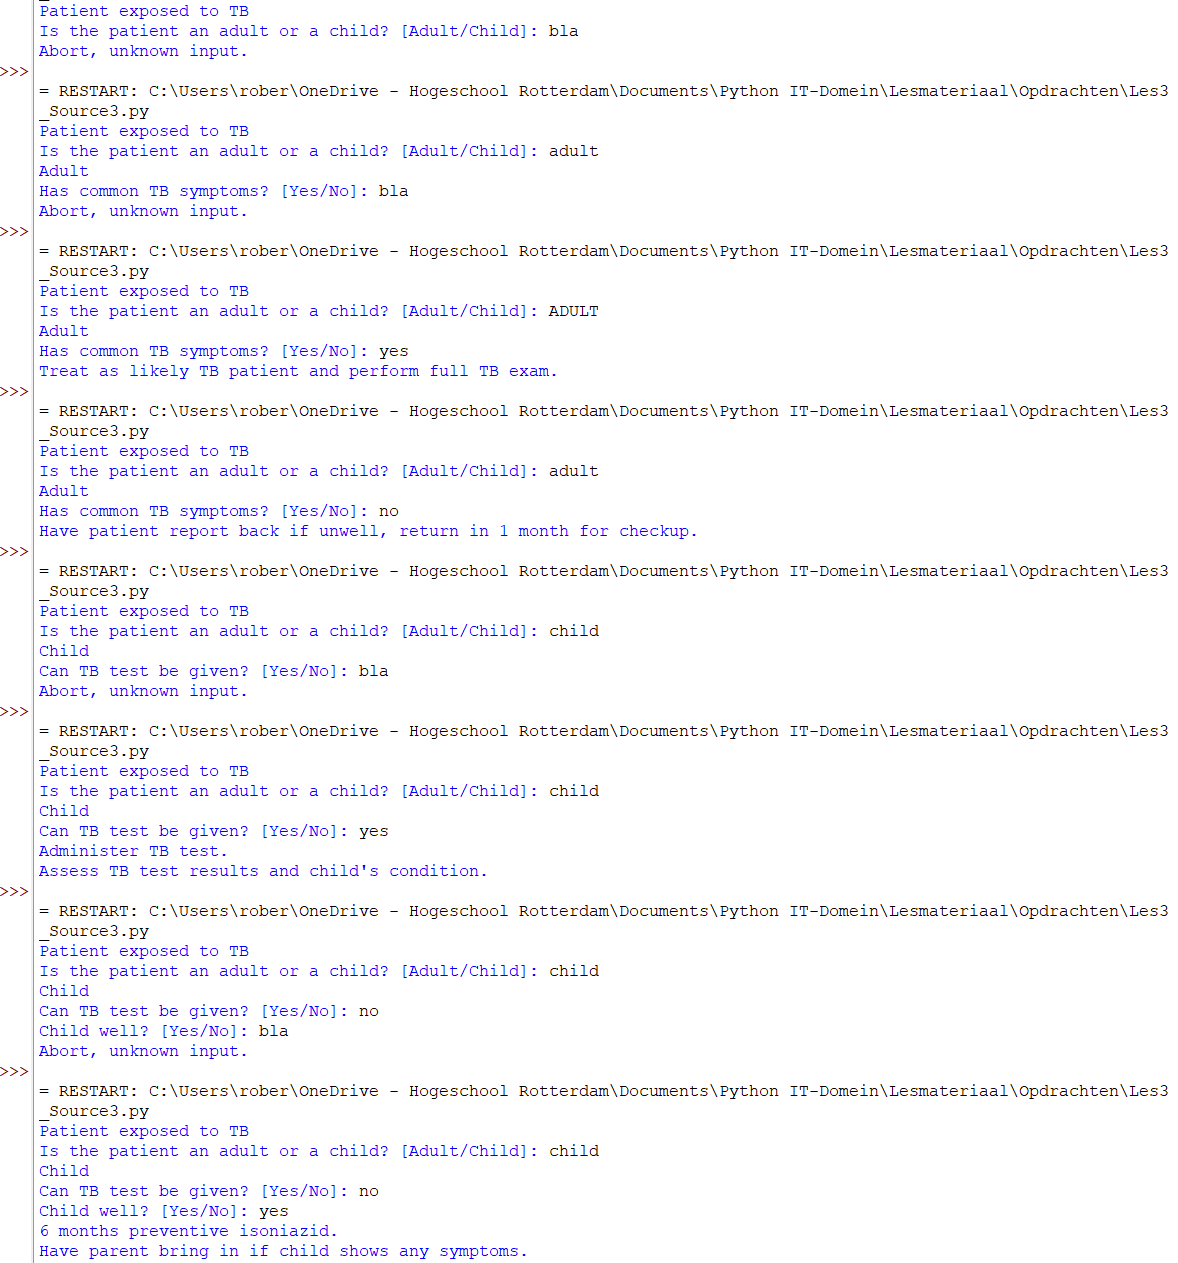 Patient exposed to TB
Is the patient an adult or a child? [Adult/Child]: bla
Abort, unknown input.
>>>
= RESTART: C:\Users\rober\OneDrive - Hogeschool Rotterdam\Documents\Python IT-Domein\Lesmateriaal\Opdrachten\Les3
_Source3.py
Patient exposed to TB
Is the patient an adult or a child? [Adult/Child]: adult
Adult
Has common TB symptoms? [Yes/No]: bla
Abort, unknown input.
>>>
= RESTART: C:\Users\rober\OneDrive - Hogeschool Rotterdam\Documents\Python IT-Domein\Lesmateriaal\Opdrachten\Les3
_Source3.py
Patient exposed to TB
Is the patient an adult or a child? [Adult/Child]: ADULT
Adult
Has common TB symptoms? [Yes/No]: yes
Treat as likely TB patient and perform full TB exam.
>>>
= RESTART: C:\Users\rober\OneDrive - Hogeschool Rotterdam\Documents\Python IT-Domein\Lesmateriaal\Opdrachten\Les3
_Source3.py
Patient exposed to TB
Is the patient an adult or a child? [Adult/Child]: adult
Adult
Has common TB symptoms? [Yes/No]: no
Have patient report back if unwell, return in 1 month for checkup.
>>>
= RESTART: C:\Users\rober\OneDrive - Hogeschool Rotterdam\Documents\Python IT-Domein\Lesmateriaal\Opdrachten\Les3
_Source3.py
Patient exposed to TB
Is the patient an adult or a child? [Adult/Child]: child
Child
Can TB test be given? [Yes/No]: bla
Abort, unknown input.
>>>
= RESTART: C:\Users\rober\OneDrive - Hogeschool Rotterdam\Documents\Python IT-Domein\Lesmateriaal\Opdrachten\Les3
_Source3.py
Patient exposed to TB
Is the patient an adult or a child? [Adult/Child]: child
Child
Can TB test be given? [Yes/No]: yes
Administer TB test.
Assess TB test results and child's condition.
>>>
= RESTART: C:\Users\rober\OneDrive - Hogeschool Rotterdam\Documents\Python IT-Domein\Lesmateriaal\Opdrachten\Les3
_Source3.py
Patient exposed to TB
Is the patient an adult or a child? [Adult/Child]: child
Child
Can TB test be given? [Yes/No]: no
Child well? [Yes/No]: bla
Abort, unknown input.
>>>
= RESTART: C:\Users\rober\OneDrive - Hogeschool Rotterdam\Documents\Python IT-Domein\Lesmateriaal\Opdrachten\Les3
_Source3.py
Patient exposed to TB
Is the patient an adult or a child? [Adult/Child]: child
Child
Can TB test be given? [Yes/No]: no
Child well? [Yes/No]: yes
6 months preventive isoniazid.
Have parent bring in if child shows any symptoms.